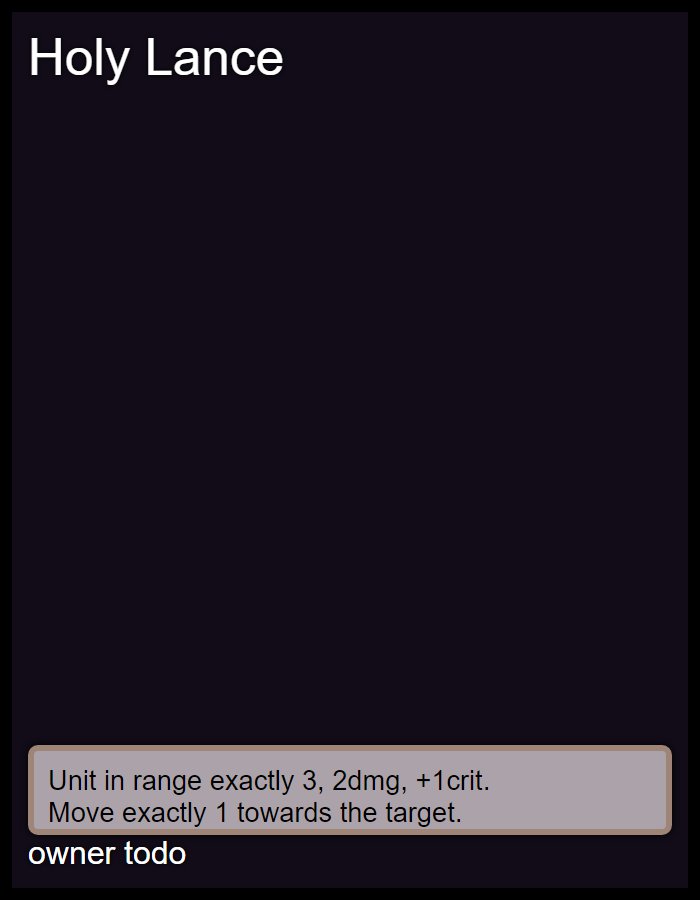 Holy Lance
Unit in range exactly 3, 2dmg, +1crit.
Move exactly 1 towards the target.
owner todo